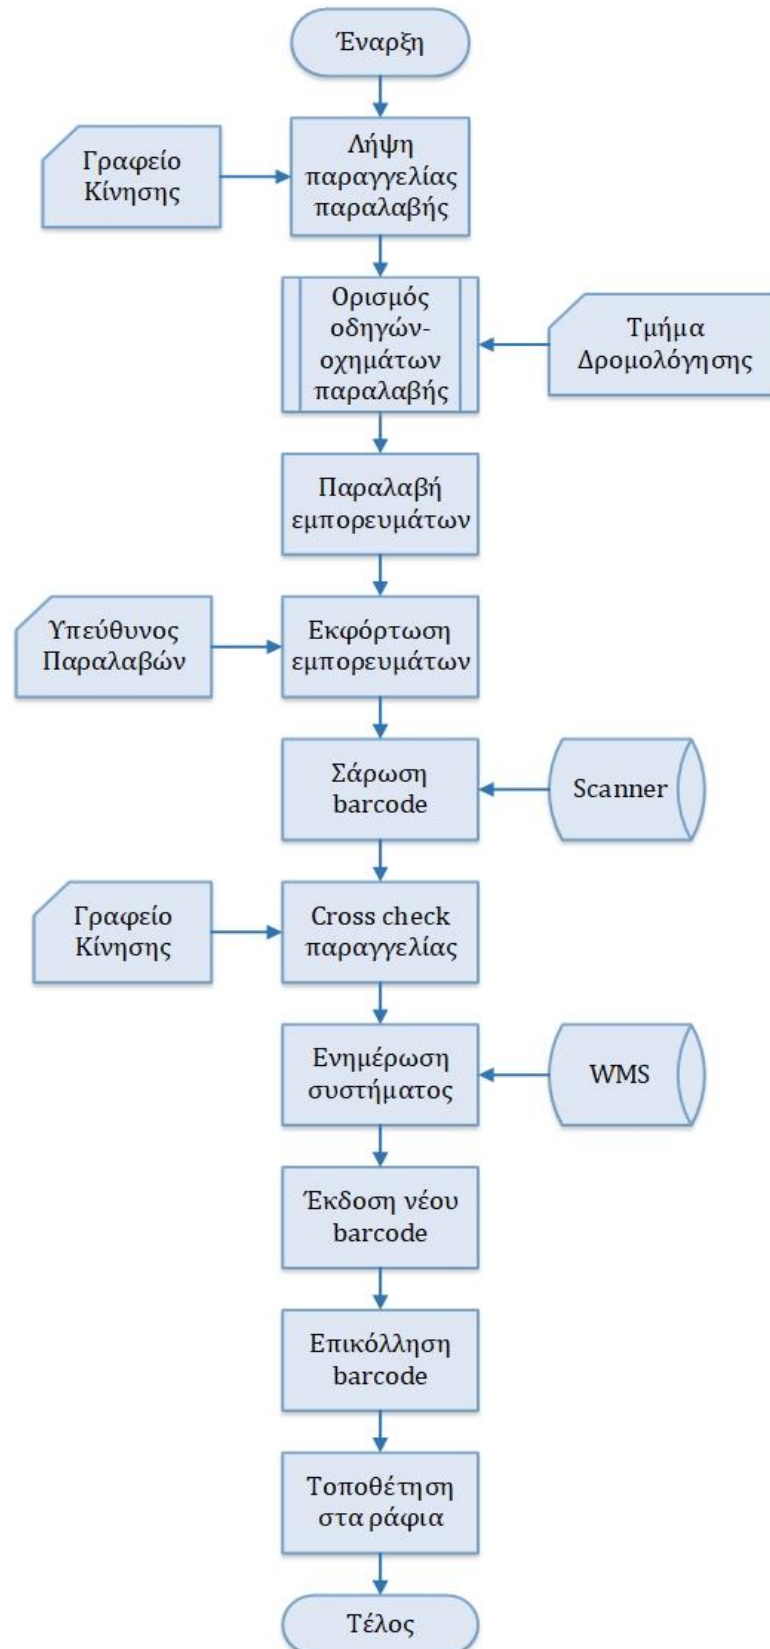 Έναρξη
Γραφείο
Κίνησης
Λήψη
παραγγελίας
παραλαβής
Ορισμός
οδηγών-
οχημάτων
παραλαβής
Τμήμα
Δρομολόγησης
Παραλαβή
εμπορευμάτων
Υπεύθυνος
Παραλαβών
Εκφόρτωση
εμπορευμάτων
Σάρωση
barcode
Scanner
Γραφείο
Κίνησης
Cross check
παραγγελίας
Ενημέρωση
συστήματος
WMS
Έκδοση νέου
barcode
Επικόλληση
barcode
Τοποθέτηση
στα ράφια
Τέλος